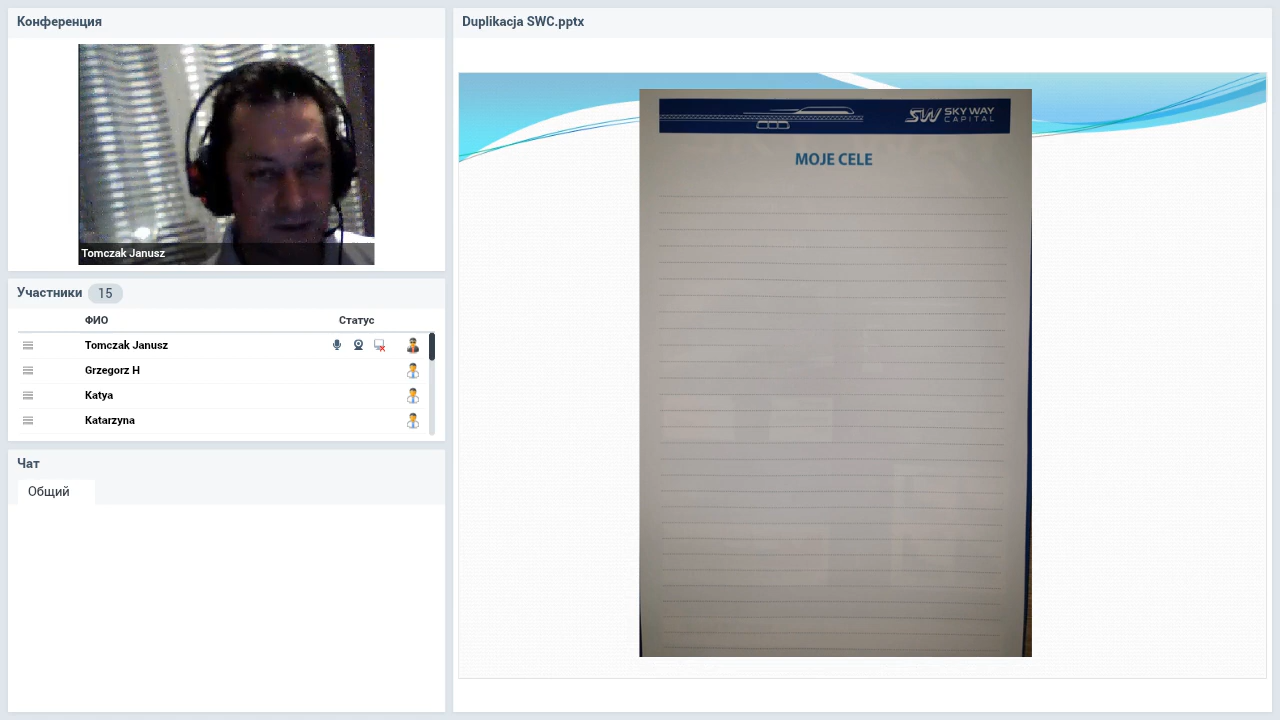 Конференция
Tomczak Janusz
Участники 15
ФИО Статус
Tomczak Janusz
Grzegorz H
Katya
Katarzyna
Чат
Общий
Duplikacja SWC.pptx
SW SKY WAY
CAPITAL
MOJE CELE